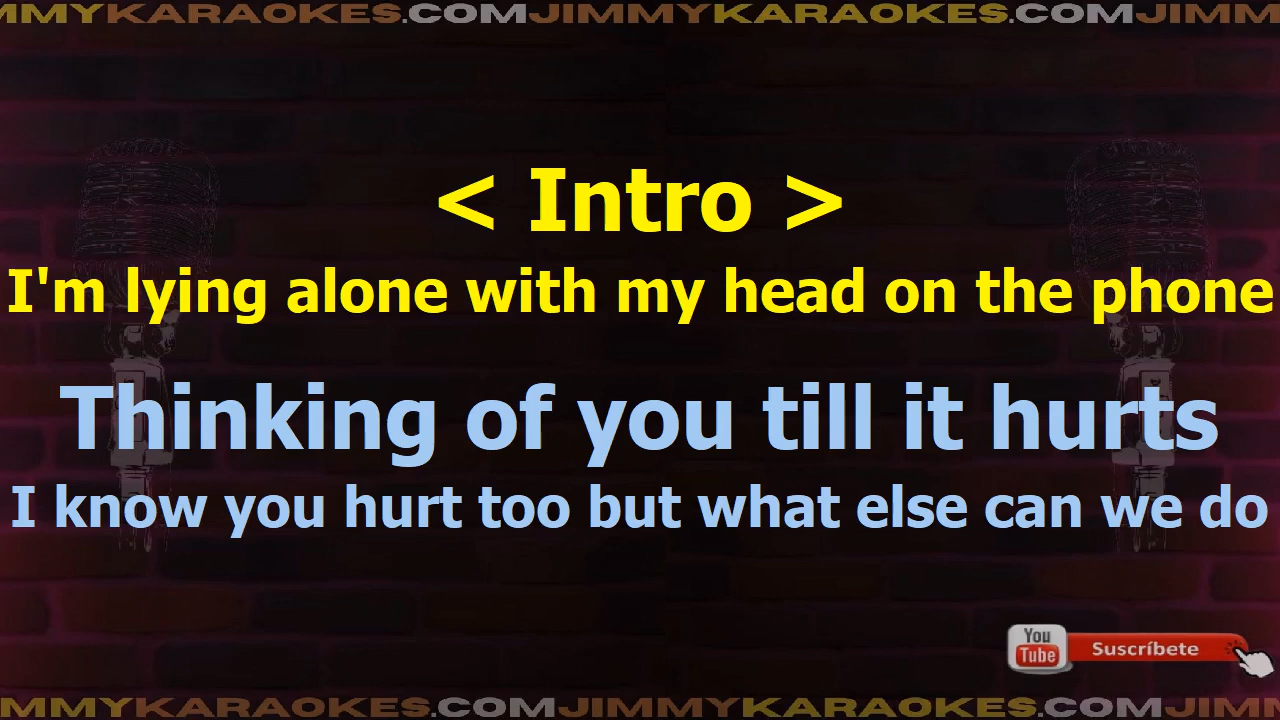 MMYKARAOKES.COMJIMMYKARAOKES.COMJIMM
< Intro >
I'm lying alone with my head on the phone
Thinking of you till it hurts
I know you hurt too but what else can we do
You
Tube
Suscríbete
MMYKARAOKES.COMJIMMYKARAOKES.COMJIMM